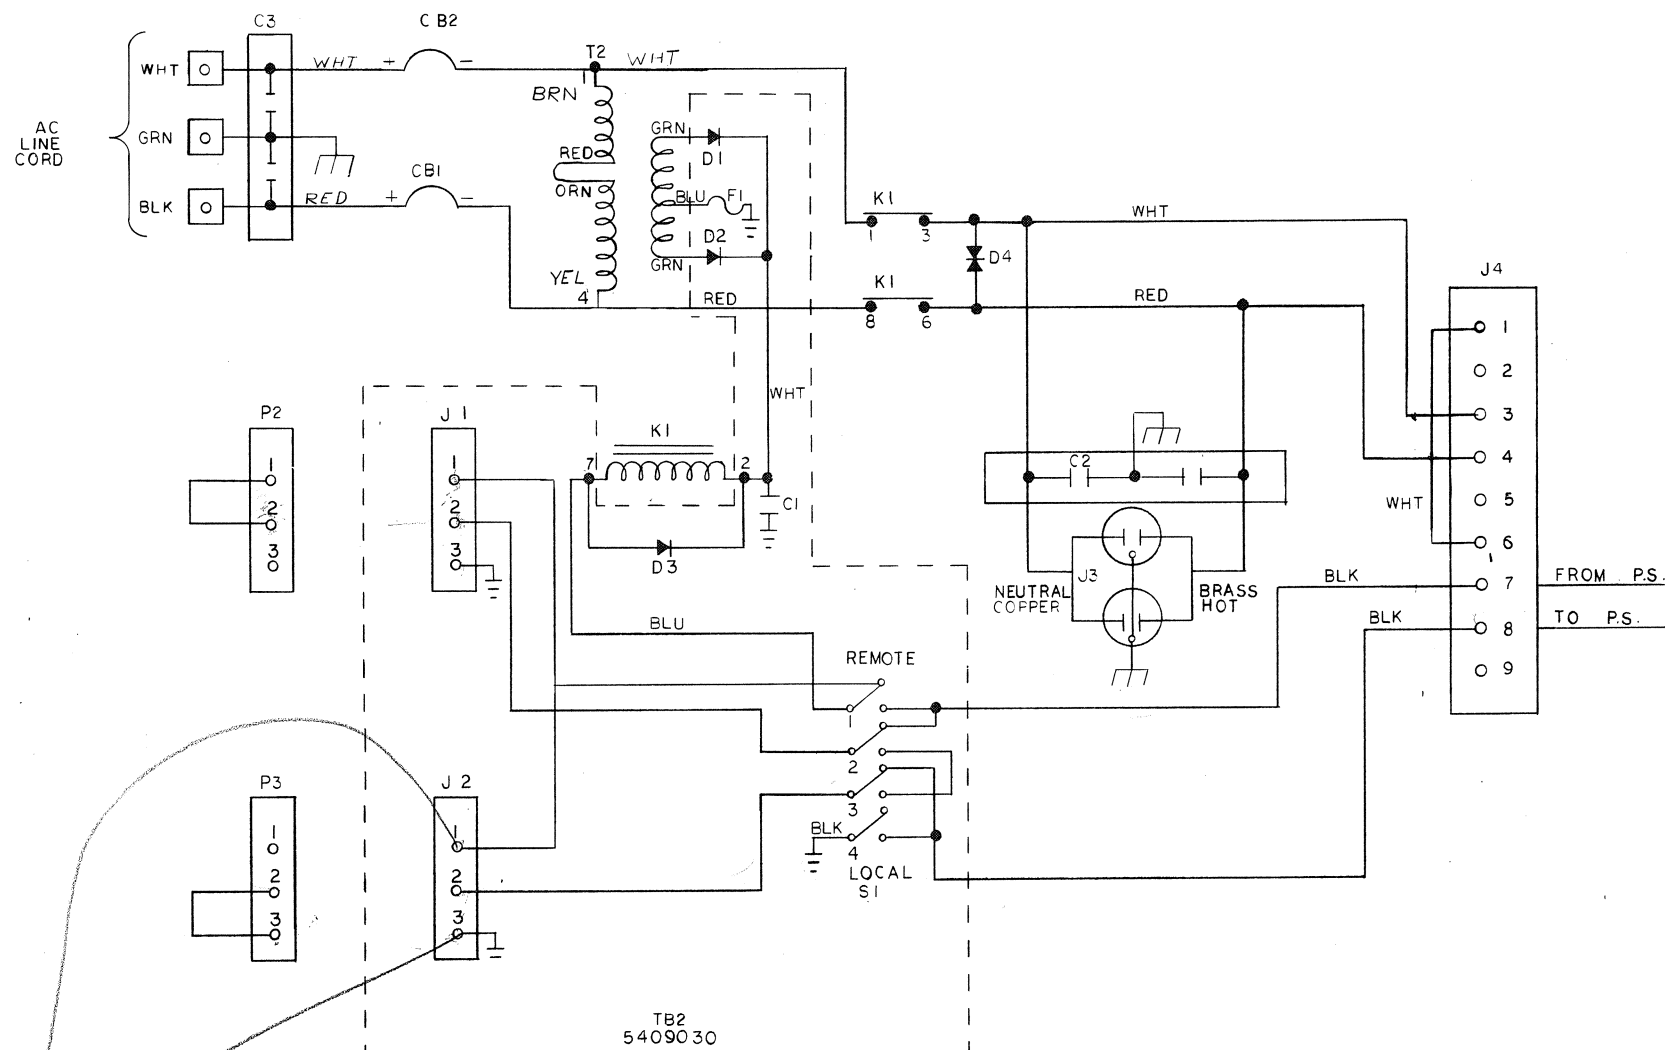 C3
CB2
WHT
WHT
+
-
T2
1
WHT
BRN
AC
LINE
CORD
GRN
GRN
D1
RED
ORN
CB1
BLK
RED
+
-
BLU
F1
K1
1
3
WHT
D2
GRN
D4
YEL
4
RED
K1
8
6
RED
J4
1
2
3
4
5
6
7
8
9
WHT
WHT
P2
1
2
3
J1
1
2
3
K1
7
2
C1
D3
C2
J3
NEUTRAL
COPPER
BRASS
HOT
BLK
FROM P.S.
BLK
TO P.S.
BLU
REMOTE
1
2
3
BLK
4
LOCAL
S1
P3
1
2
3
J2
1
2
3
TB2
5409030